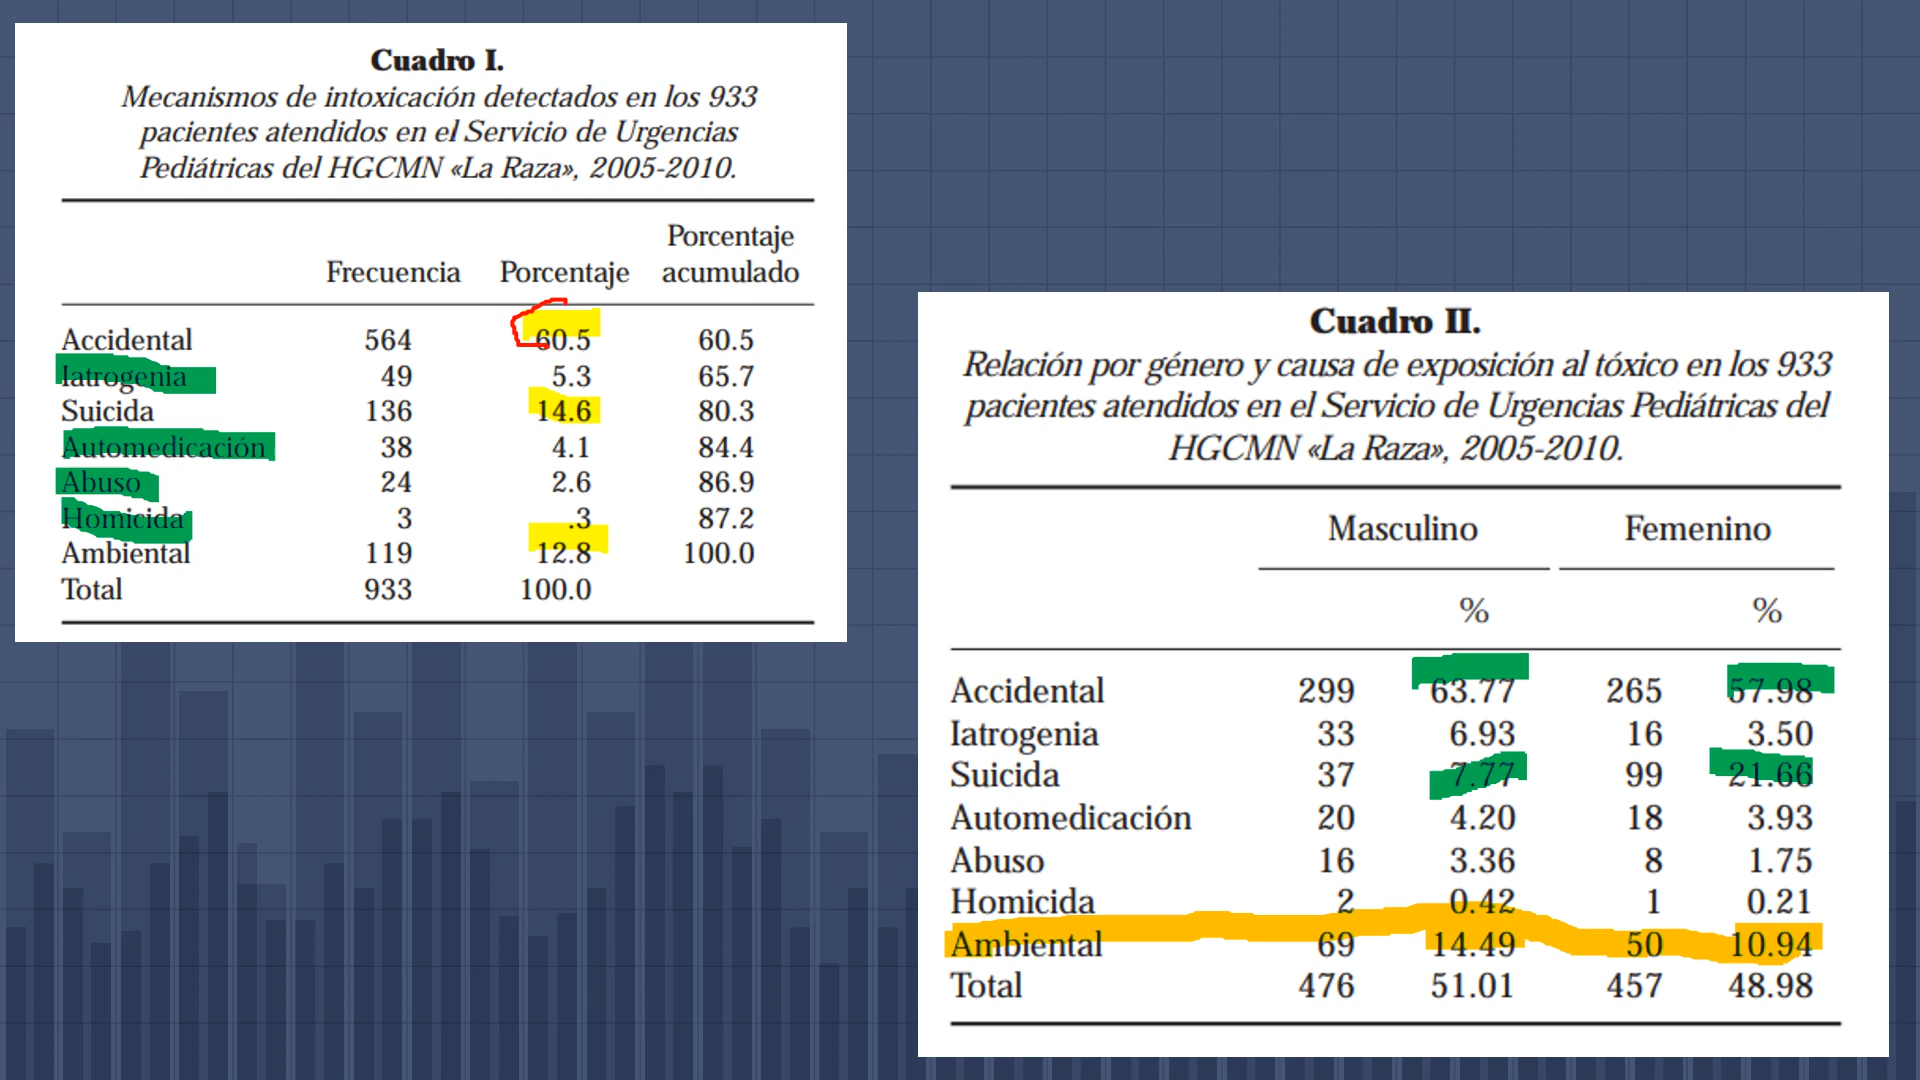 Cuadro I.
Mecanismos de intoxicación detectados en los 933
pacientes atendidos en el Servicio de Urgencias
Pediátricas del HGCMN «La Raza», 2005-2010.
Porcentaje
Frecuencia Porcentaje acumulado
Accidental 564 60.5 60.5
Iatrogenia 49 5.3 65.7
Suicida 136 14.6 80.3
Automedicación 38 4.1 84.4
Abuso 24 2.6 86.9
Homicida 3 .3 87.2
Ambiental 119 12.8 100.0
Total 933 100.0
Cuadro II.
Relación por género y causa de exposición al tóxico en los 933
pacientes atendidos en el Servicio de Urgencias Pediátricas del
HGCMN «La Raza», 2005-2010.
Masculino Femenino
% %
Accidental 299 63.77 265 57.98
Iatrogenia 33 6.93 16 3.50
Suicida 37 7.77 99 21.66
Automedicación 20 4.20 18 3.93
Abuso 16 3.36 8 1.75
Homicida 2 0.42 1 0.21
Ambiental 69 14.49 50 10.94
Total 476 51.01 457 48.98